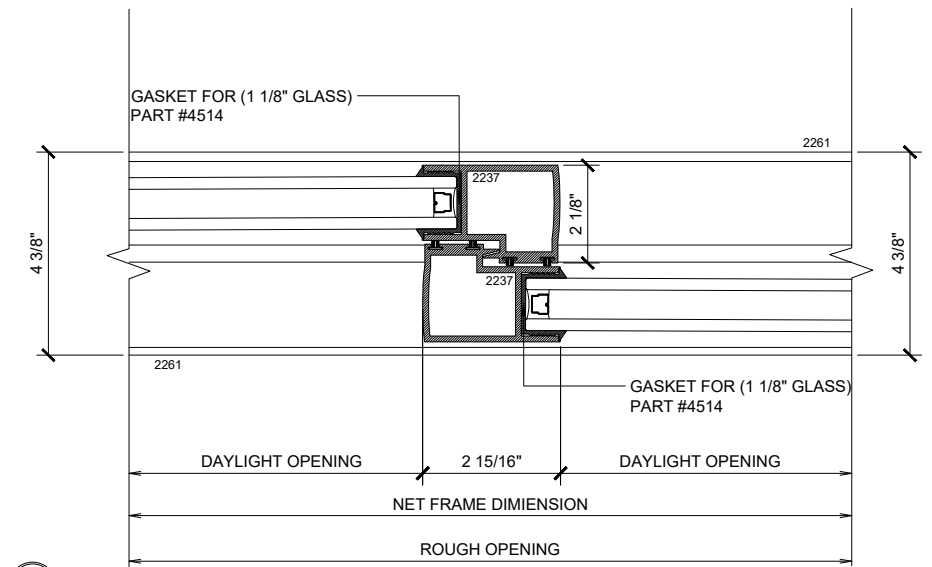 GASKET FOR (1 1/8" GLASS)
PART #4514
2261
2237
2 1/8"
4 3/8"
4 3/8"
2237
2261
GASKET FOR (1 1/8" GLASS)
PART #4514
DAYLIGHT OPENING
2 15/16"
DAYLIGHT OPENING
NET FRAME DIMIENSION
ROUGH OPENING